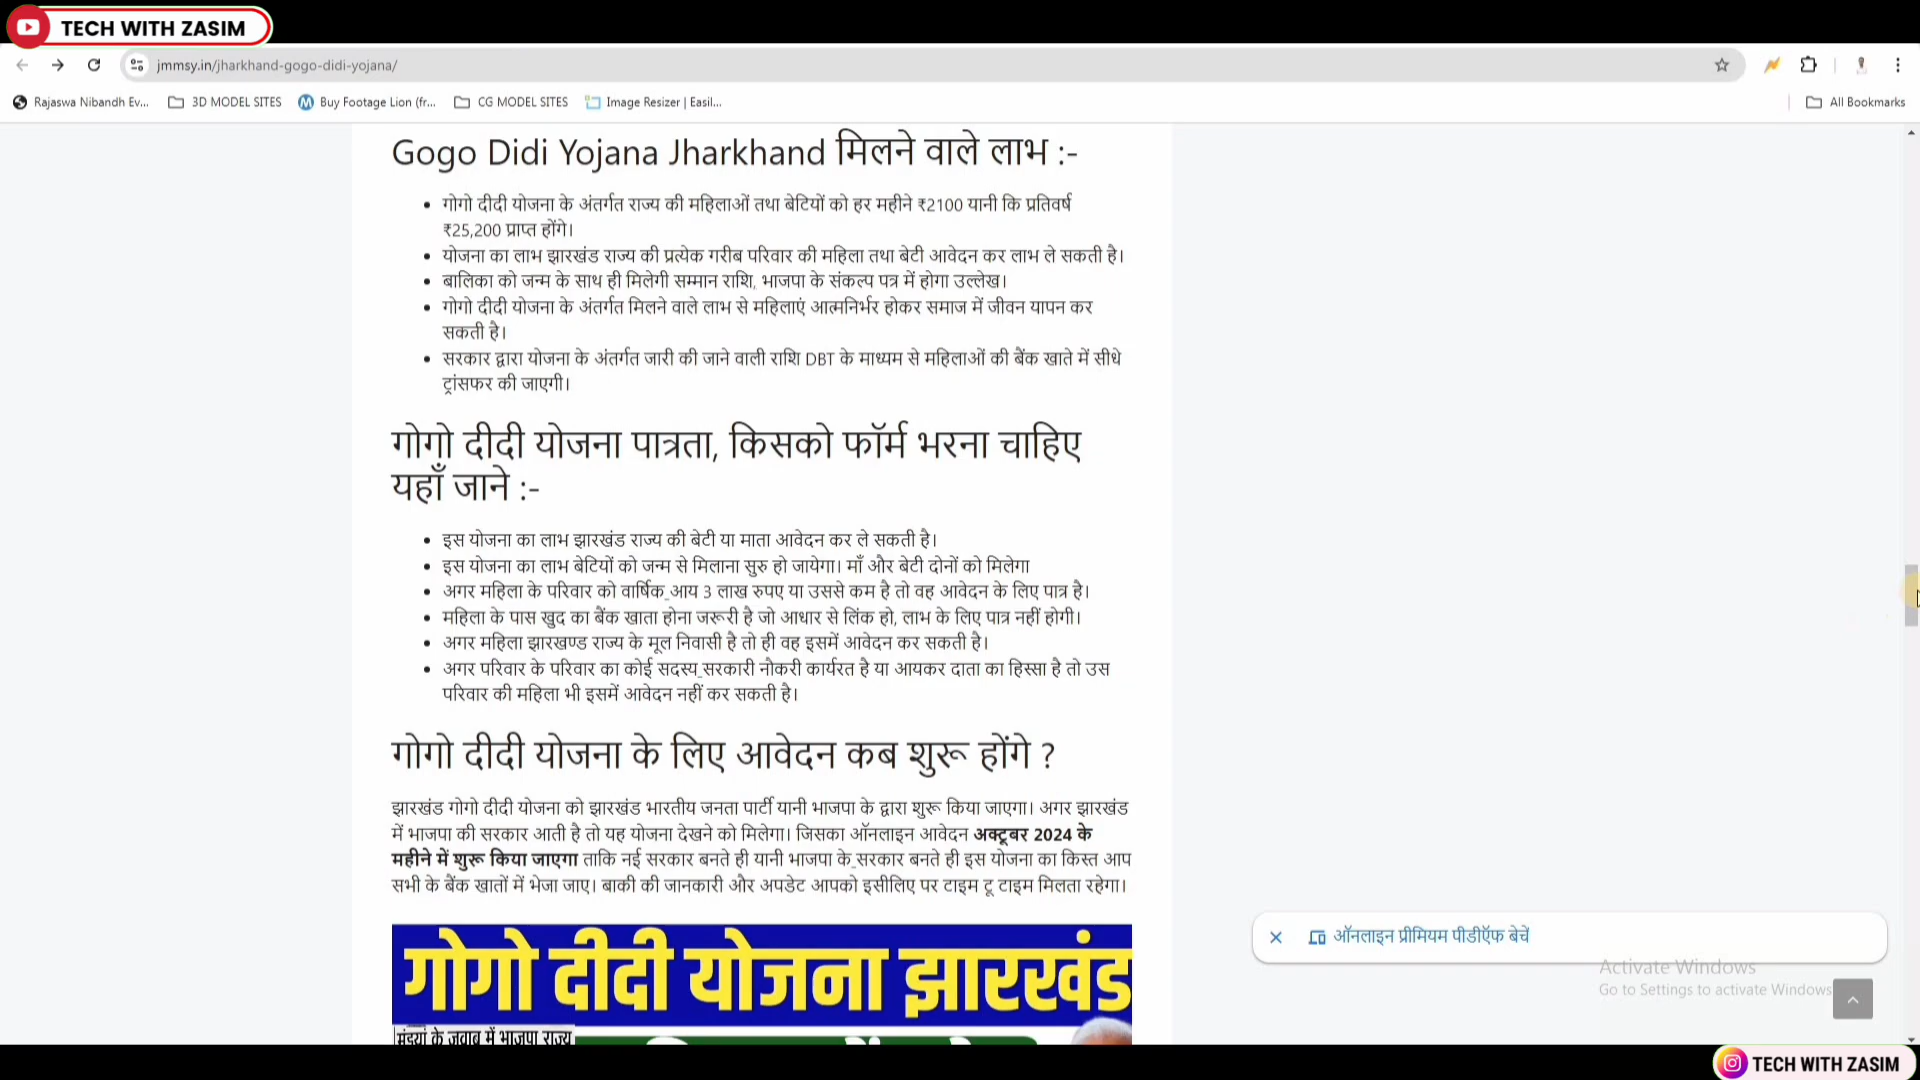 TECH WITH ZASIM
jmmsy.in/jharkhand-gogo-didi-yojana/
Rajaswa Nibandh Ev... 3D MODEL SITES Buy Footage Lion (fr... CG MODEL SITES Image Resizer | Easil... All Bookmarks
Gogo Didi Yojana Jharkhand मिलने वाले लाभ :-
गोगो दीदी योजना के अंतर्गत राज्य की महिलाओं तथा बेटियों को हर महीने ₹2100 यानी कि प्रतिवर्ष
₹25,200 प्राप्त होंगे।
योजना का लाभ झारखंड राज्य की प्रत्येक गरीब परिवार की महिला तथा बेटी आवेदन कर लाभ ले सकती है।
बालिका को जन्म के साथ ही मिलेगी सम्मान राशि, भाजपा के संकल्प पत्र में होगा उल्लेख।
गोगो दीदी योजना के अंतर्गत मिलने वाले लाभ से महिलाएं आत्मनिर्भर होकर समाज में जीवन यापन कर
सकती है।
सरकार द्वारा योजना के अंतर्गत जारी की जाने वाली राशि DBT के माध्यम से महिलाओं की बैंक खाते में सीधे
ट्रांसफर की जाएगी।
गोगो दीदी योजना पात्रता, किसको फॉर्म भरना चाहिए
यहाँ जाने :-
इस योजना का लाभ झारखंड राज्य की बेटी या माता आवेदन कर ले सकती है।
इस योजना का लाभ बेटियों को जन्म से मिलाना सुरु हो जायेगा। माँ और बेटी दोनों को मिलेगा
अगर महिला के परिवार को वार्षिक आय 3 लाख रुपए या उससे कम है तो वह आवेदन के लिए पात्र है।
महिला के पास खुद का बैंक खाता होना जरूरी है जो आधार से लिंक हो, लाभ के लिए पात्र नहीं होगी।
अगर महिला झारखण्ड राज्य के मूल निवासी है तो ही वह इसमें आवेदन कर सकती है।
अगर परिवार के परिवार का कोई सदस्य सरकारी नौकरी कार्यरत है या आयकर दाता का हिस्सा है तो उस
परिवार की महिला भी इसमें आवेदन नहीं कर सकती है।
गोगो दीदी योजना के लिए आवेदन कब शुरू होंगे ?
झारखंड गोगो दीदी योजना को झारखंड भारतीय जनता पार्टी यानी भाजपा के द्वारा शुरू किया जाएगा। अगर झारखंड
में भाजपा की सरकार आती है तो यह योजना देखने को मिलेगा। जिसका ऑनलाइन आवेदन अक्टूबर 2024 के
महीने में शुरू किया जाएगा ताकि नई सरकार बनते ही यानी भाजपा के सरकार बनते ही इस योजना का किस्त आप
सभी के बैंक खातों में भेजा जाए। बाकी की जानकारी और अपडेट आपको इसीलिए पर टाइम टू टाइम मिलता रहेगा।
गोगो दीदी योजना झारखंड
मंइयां के जवाब में भाजपा राज्य
ऑनलाइन प्रीमियम पीडीऍफ बेचें
Activate Windows
Go to Settings to activate Windows
TECH WITH ZASIM